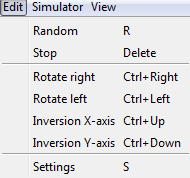 Edit Simulator View
Random R
Stop Delete
Rotate right Ctrl+Right
Rotate left Ctrl+Left
Inversion X-axis Ctrl+Up
Inversion Y-axis Ctrl+Down
Settings S